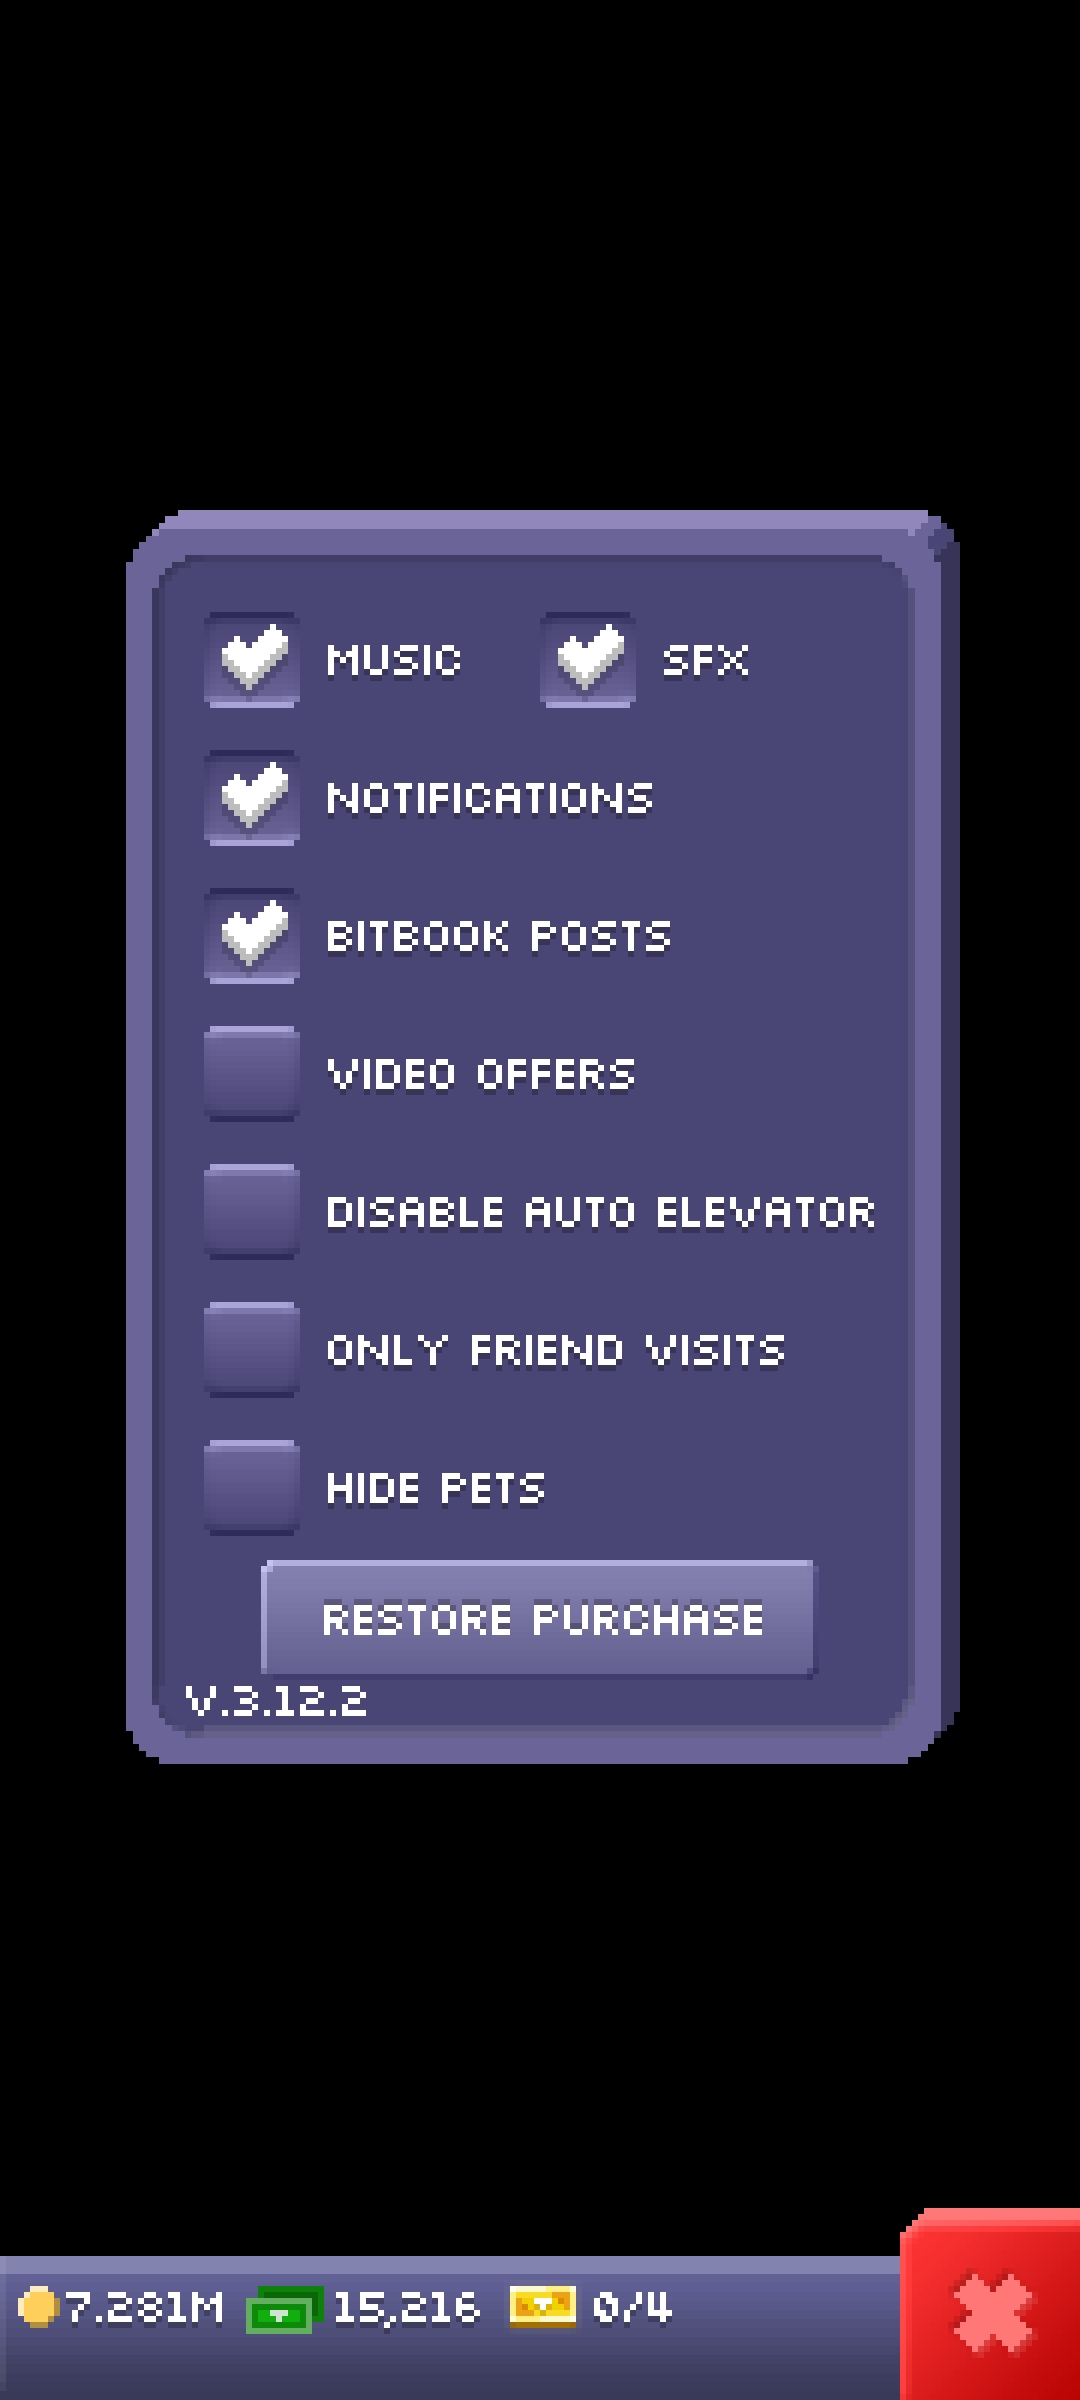 MUSIC SFX
NOTIFICATIONS
BITBOOK POSTS
VIDEO OFFERS
DISABLE AUTO ELEVATOR
ONLY FRIEND VISITS
HIDE PETS
RESTORE PURCHASE
V.3.12.2
7.281M 15,216 0/4